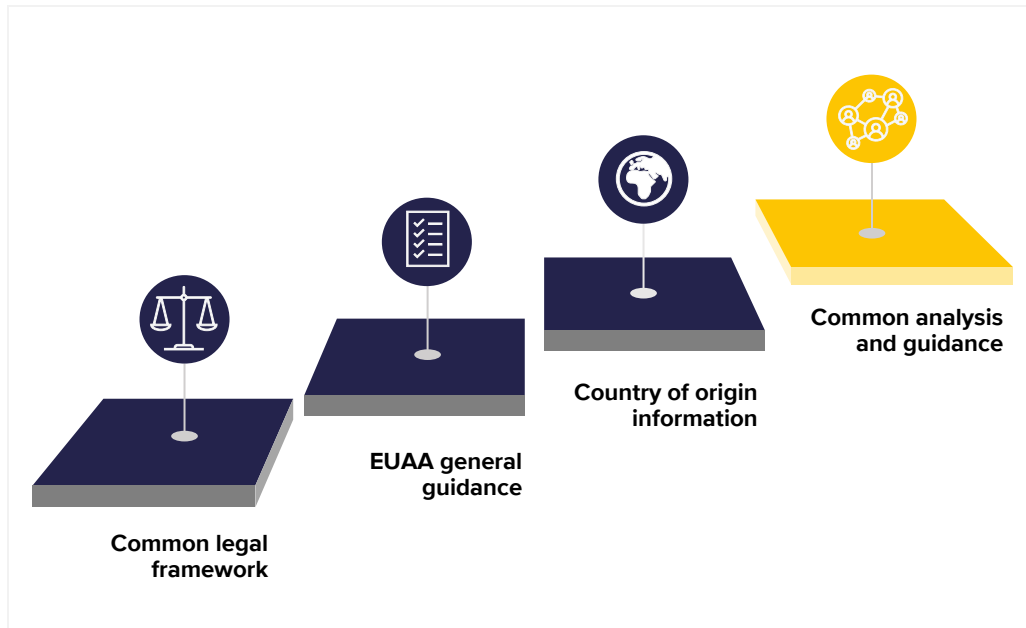 Common legal
framework
EUAA general
guidance
Country of origin
information
Common analysis
and guidance